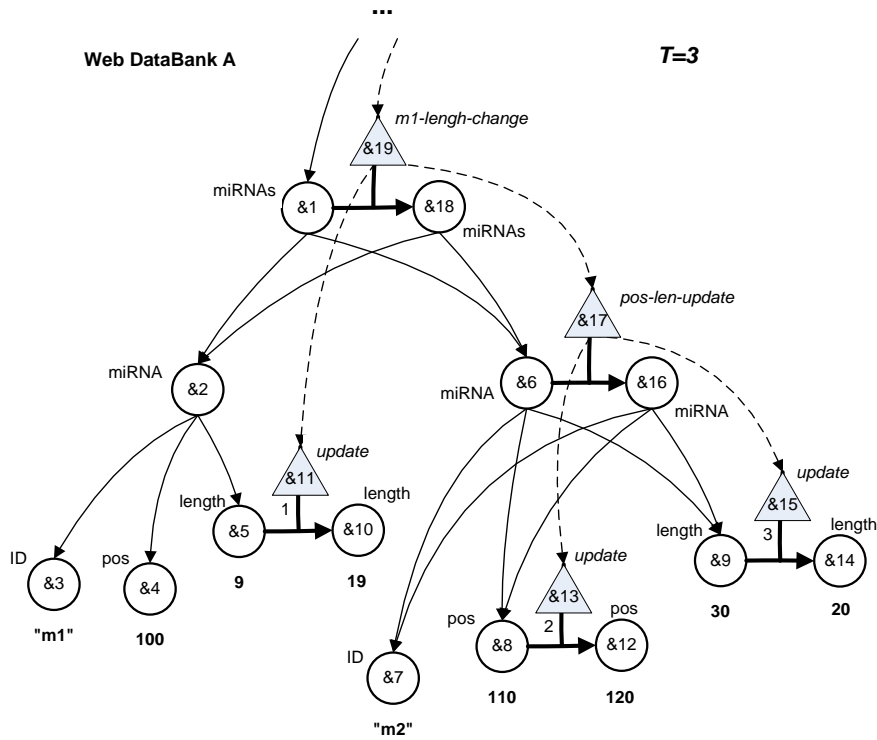 ...
Web DataBank A
T=3
m1-lengh-change
&19
miRNAs
&1
&18
miRNAs
pos-len-update
&17
miRNA
&2
miRNA
&6
&16
miRNA
update
&11
length
1
length
&5
&10
9
19
update
&15
length
3
length
&9
&14
30
20
ID
&3
"m1"
pos
&4
100
update
&13
pos
2
pos
&8
&12
110
120
ID
&7
"m2"